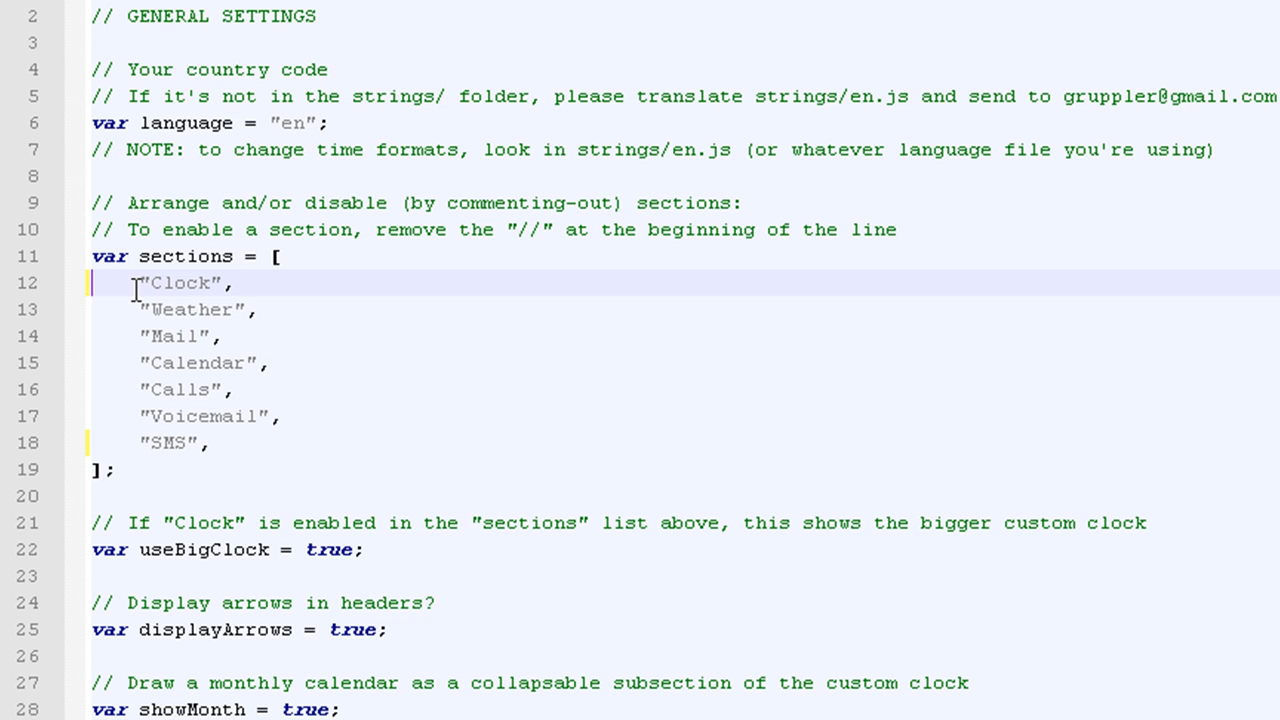 2 // GENERAL SETTINGS
3
4 // Your country code
5 // If it's not in the strings/ folder, please translate strings/en.js and send to gruppler@gmail.com
6 var language = "en";
7 // NOTE: to change time formats, look in strings/en.js (or whatever language file you're using)
8
9 // Arrange and/or disable (by commenting-out) sections:
10 // To enable a section, remove the "//" at the beginning of the line
11 var sections = [
12 "Clock",
13 "Weather",
14 "Mail",
15 "Calendar",
16 "Calls",
17 "Voicemail",
18 "SMS",
19 ];
20
21 // If "Clock" is enabled in the "sections" list above, this shows the bigger custom clock
22 var useBigClock = true;
23
24 // Display arrows in headers?
25 var displayArrows = true;
26
27 // Draw a monthly calendar as a collapsable subsection of the custom clock
28 var showMonth = true;